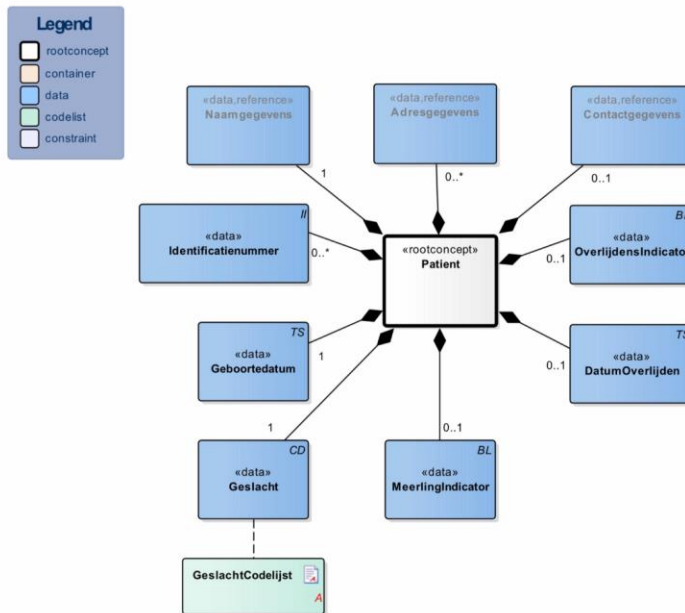 Legend
rootconcept
container
data
codelist
constraint
«data,reference»
Naamgegevens
«data,reference»
Adresgegevens
«data,reference»
Contactgegevens
1
0..*
0..1
II
«data»
Identificatienummer
0..*
«rootconcept»
Patient
«data»
OverlijdensIndicator
0..1
TS
«data»
Geboortedatum
1
«data»
DatumOverlijden
0..1
1
0..1
CD
«data»
Geslacht
BL
«data»
MeerlingIndicator
GeslachtCodelijst
A